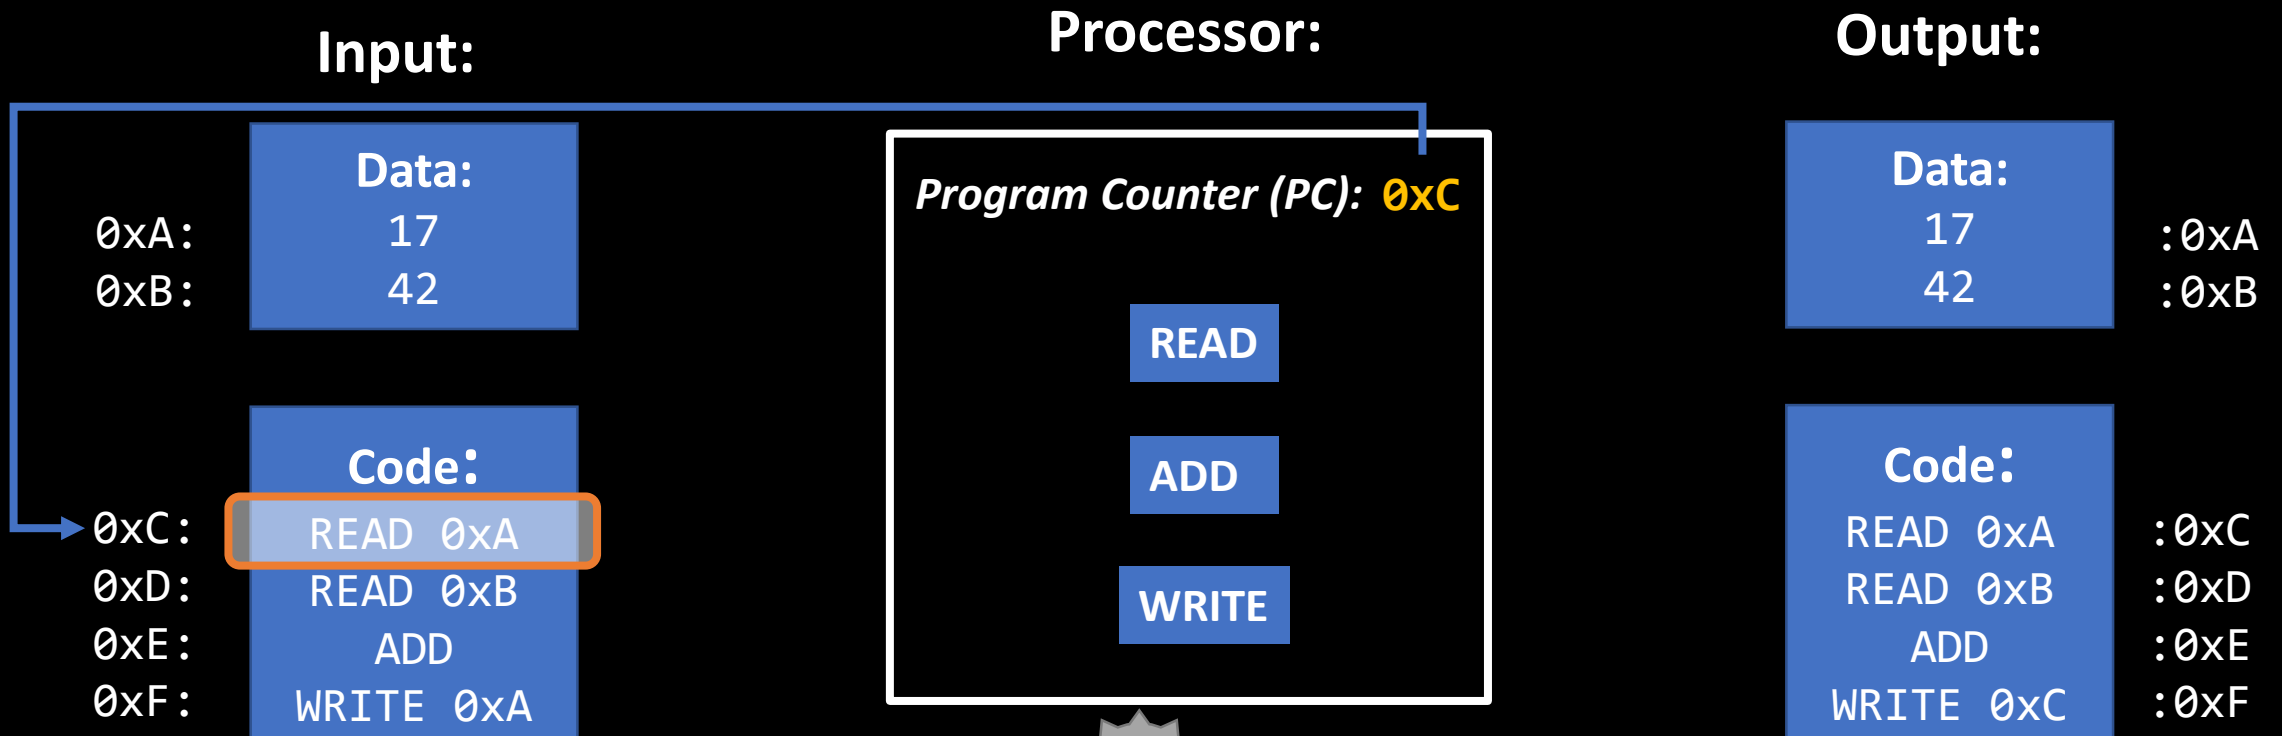 Input:
Processor:
Output:
Data:
0xA: 17
0xB: 42
Code:
0xC: READ 0xA
0xD: READ 0xB
0xE: ADD
0xF: WRITE 0xA
Program Counter (PC): 0xC
READ
ADD
WRITE
Data:
17 :0xA
42 :0xB
Code:
READ 0xA :0xC
READ 0xB :0xD
ADD :0xE
WRITE 0xC :0xF